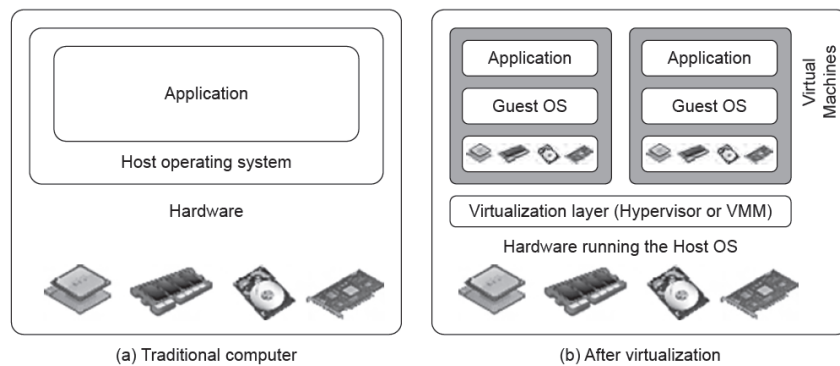 Application
Host operating system
Hardware
(a) Traditional computer
Application
Guest OS
Application
Guest OS
Virtual
Machines
Virtualization layer (Hypervisor or VMM)
Hardware running the Host OS
(b) After virtualization